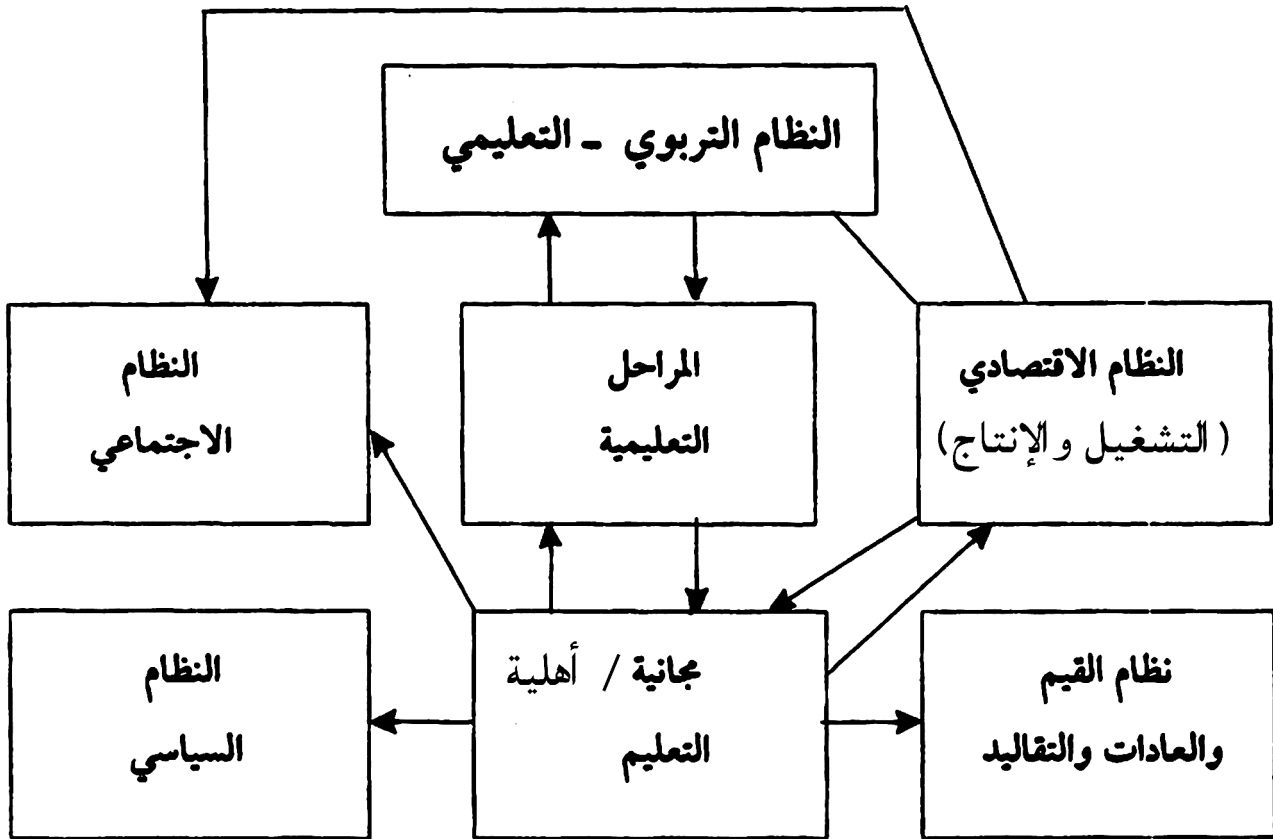 النظام التربوي - التعليمي
النظام الاقتصادي
(التشغيل والإنتاج)
المراحل
التعليمية
النظام
الاجتماعي
نظام القيم
والعادات والتقاليد
مجانية / أهلية
التعليم
النظام
السياسي